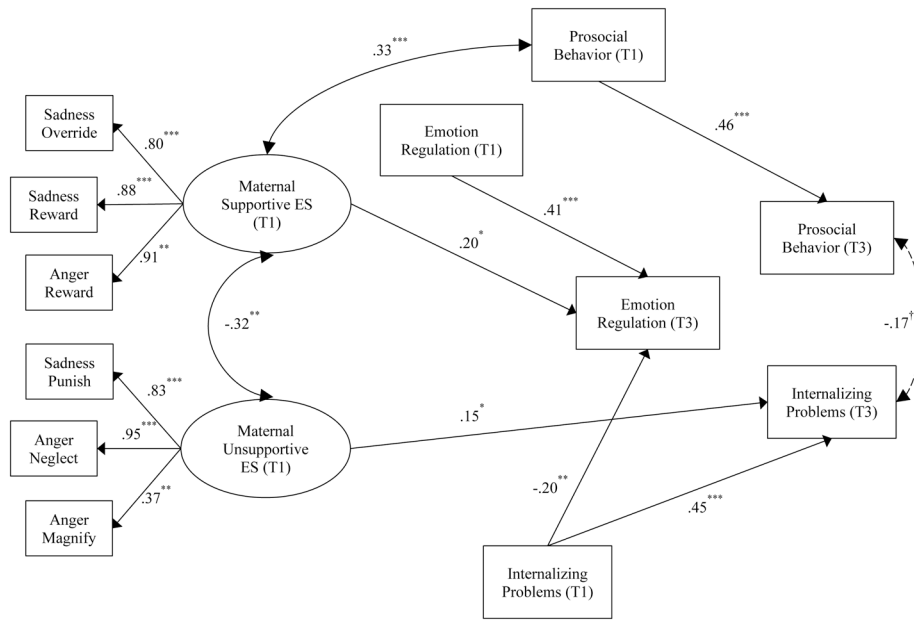 Prosocial
Behavior (T1)
.33***
Sadness
Override
Emotion
Regulation (T1)
.46***
.80***
Sadness
Reward
.88***
Maternal
Supportive ES
(T1)
.41***
.20*
Prosocial
Behavior (T3)
.91**
Anger
Reward
Emotion
Regulation (T3)
-.32**
-.17†
Sadness
Punish
.83***
Internalizing
Problems (T3)
.15*
Anger
Neglect
.95***
Maternal
Unsupportive
ES (T1)
.37**
-.20**
.45***
Anger
Magnify
Internalizing
Problems (T1)